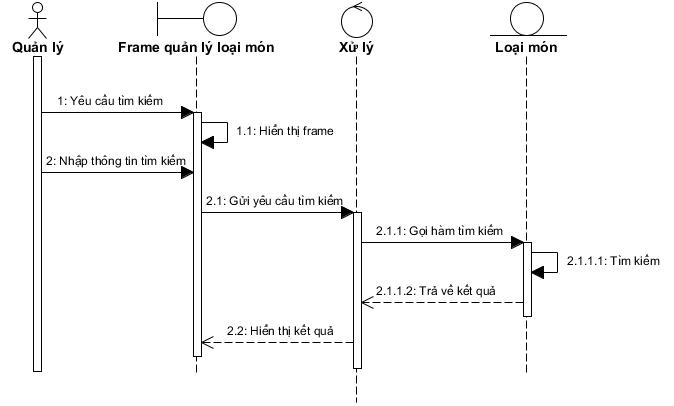 Quản lý
Frame quản lý loại món
Xử lý
Loại món
1: Yêu cầu tìm kiếm
1.1: Hiển thị frame
2: Nhập thông tin tìm kiếm
2.1: Gửi yêu cầu tìm kiếm
2.1.1: Gọi hàm tìm kiếm
2.1.1.1: Tìm kiếm
2.1.1.2: Trả về kết quả
2.2: Hiển thị kết quả